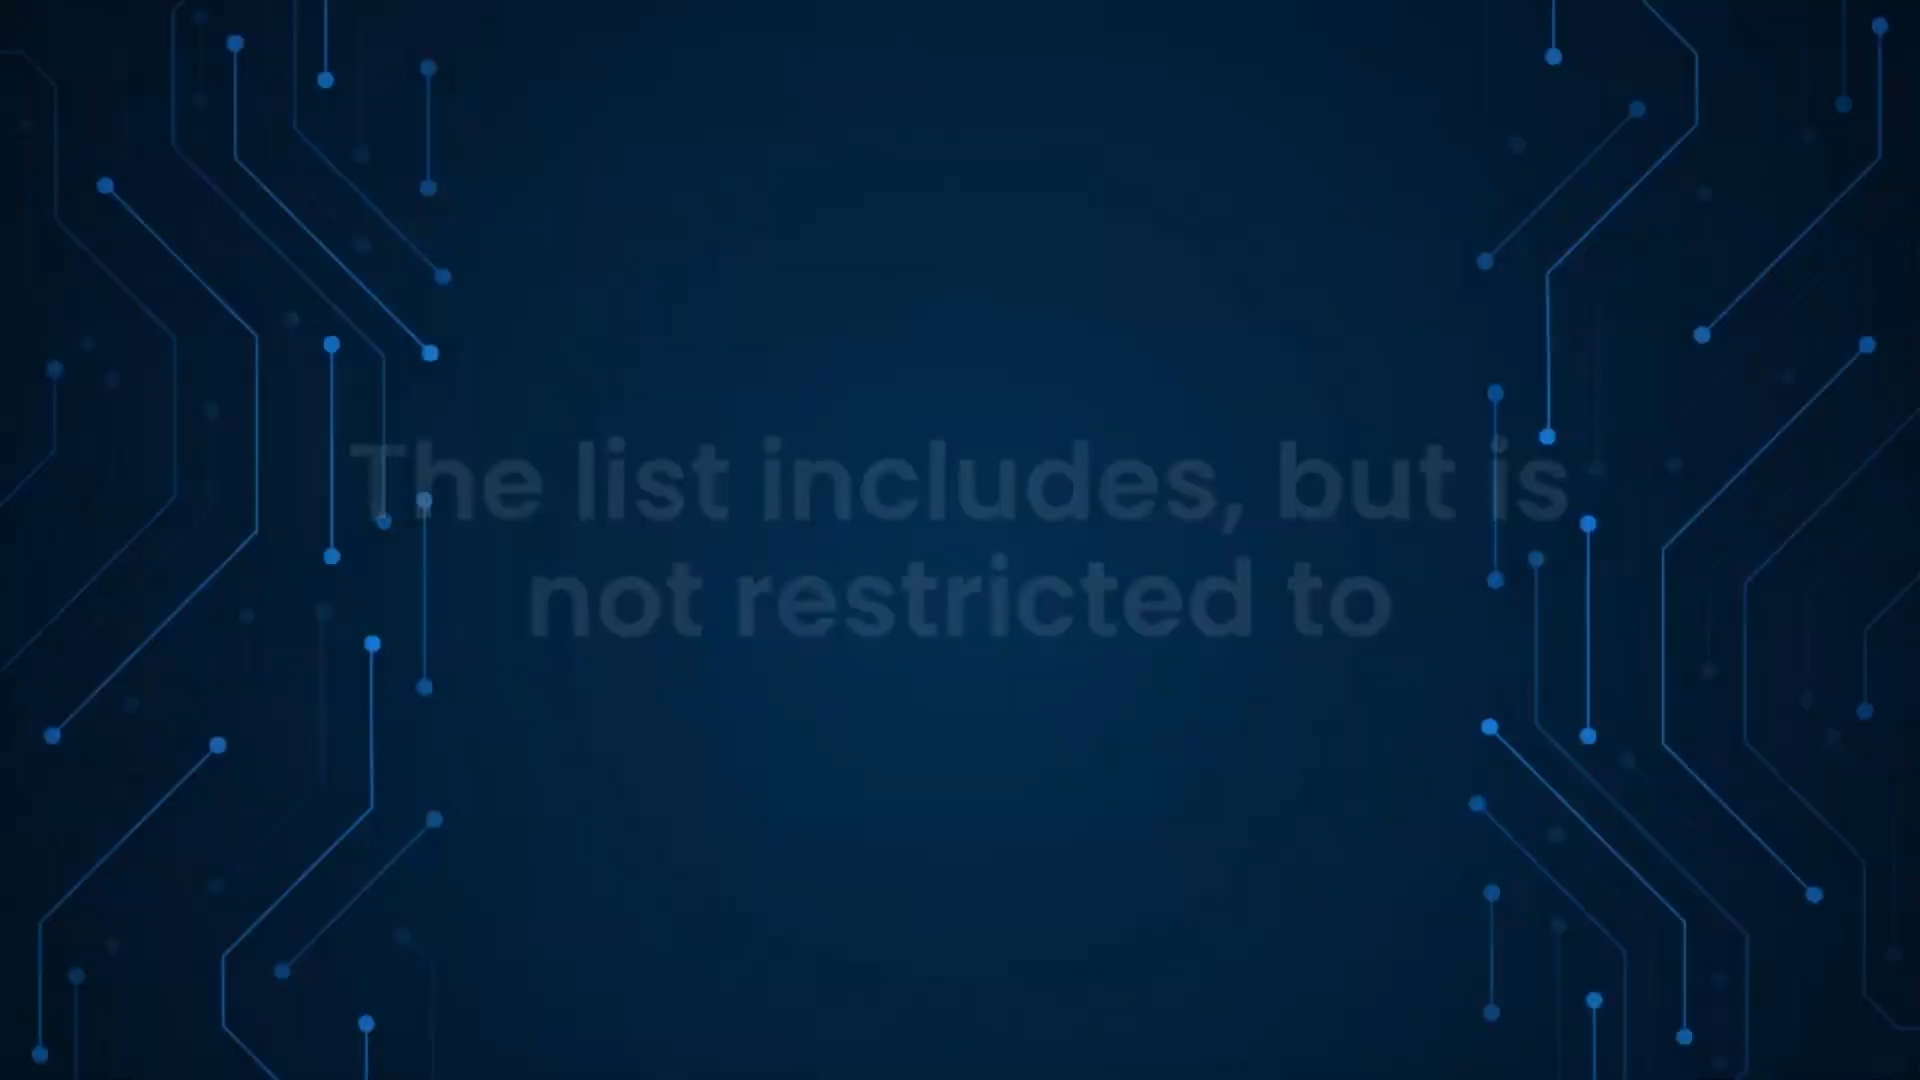 The list includes, but is
not restricted to